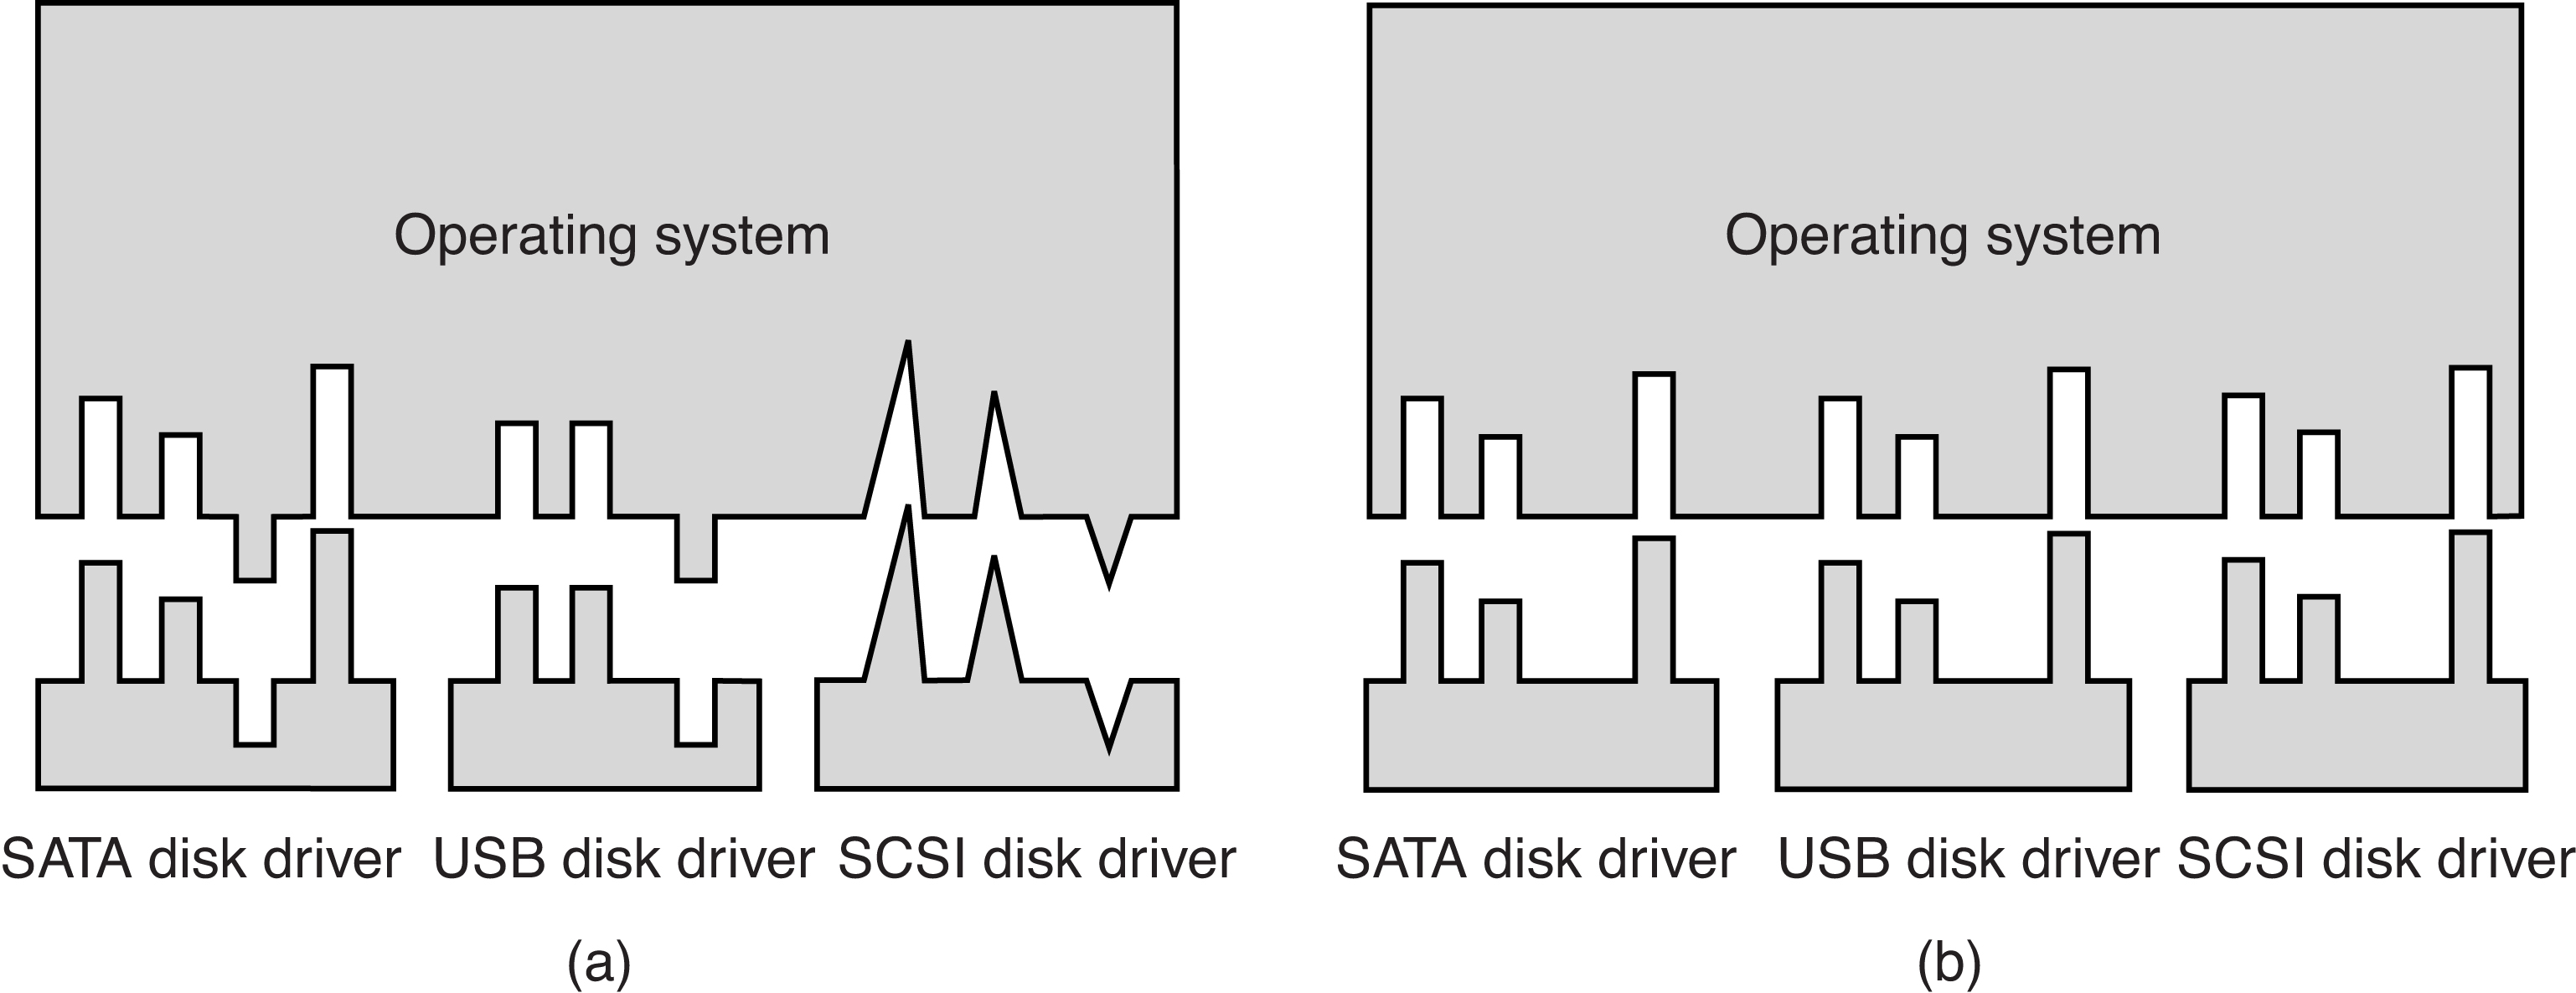 Operating system
Operating system
SATA disk driver USB disk driver SCSI disk driver
SATA disk driver USB disk driver SCSI disk driver
(a)
(b)